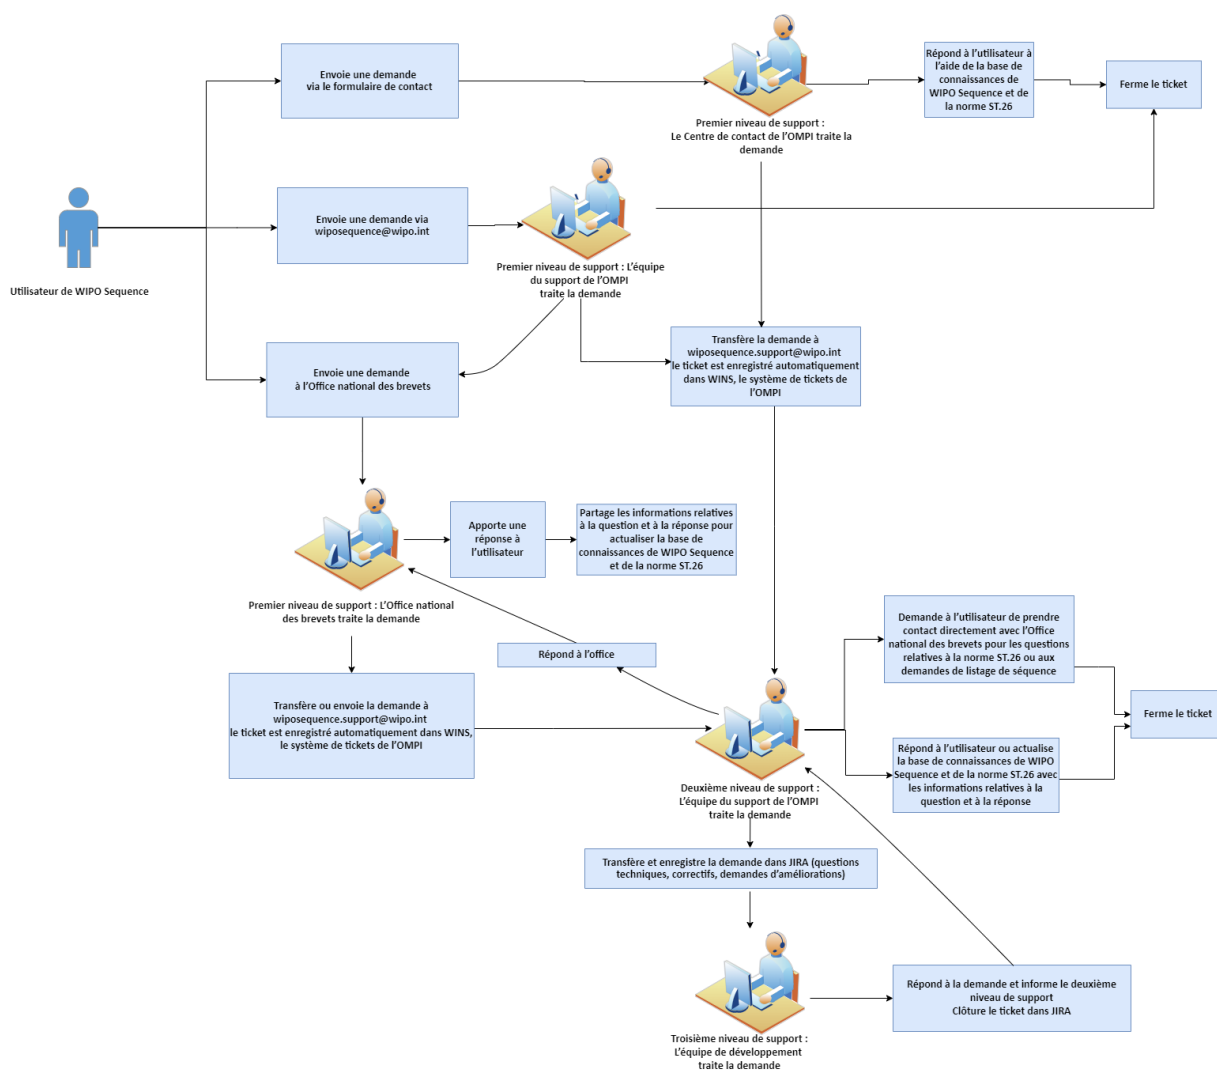 Envoie une demande
via le formulaire de contact
Premier niveau de support :
Le Centre de contact de l'OMPI traite la
demande
Répond à l'utilisateur à
l'aide de la base de
connaissances de
WIPO Sequence et de
la norme ST.26
Ferme le ticket
Utilisateur de WIPO Sequence
Envoie une demande via
wiposequence@wipo.int
Premier niveau de support : L'équipe
du support de l'OMPI
traite la demande
Envoie une demande
à l'Office national des brevets
Transfère la demande à
wiposequence.support@wipo.int
le ticket est enregistré automatiquement
dans WINS, le système de tickets de
l'OMPI
Premier niveau de support : L'Office national
des brevets traite la demande
Apporte une
réponse à
l'utilisateur
Partage les informations relatives
à la question et à la réponse pour
actualiser la base de
connaissances de WIPO Sequence
et de la norme ST.26
Répond à l'office
Transfère ou envoie la demande à
wiposequence.support@wipo.int
le ticket est enregistré automatiquement dans WINS,
le système de tickets de l'OMPI
Deuxième niveau de support :
L'équipe du support de l'OMPI
traite la demande
Demande à l'utilisateur de prendre
contact directement avec l'Office
national des brevets pour les questions
relatives à la norme ST.26 ou aux
demandes de listage de séquence
Répond à l'utilisateur ou actualise
la base de connaissances de WIPO
Sequence et de la norme ST.26 avec
les informations relatives à la
question et à la réponse
Ferme le ticket
Transfère et enregistre la demande dans JIRA (questions
techniques, correctifs, demandes d'améliorations)
Troisième niveau de support :
L'équipe de développement
traite la demande
Répond à la demande et informe le deuxième
niveau de support
Clôture le ticket dans JIRA